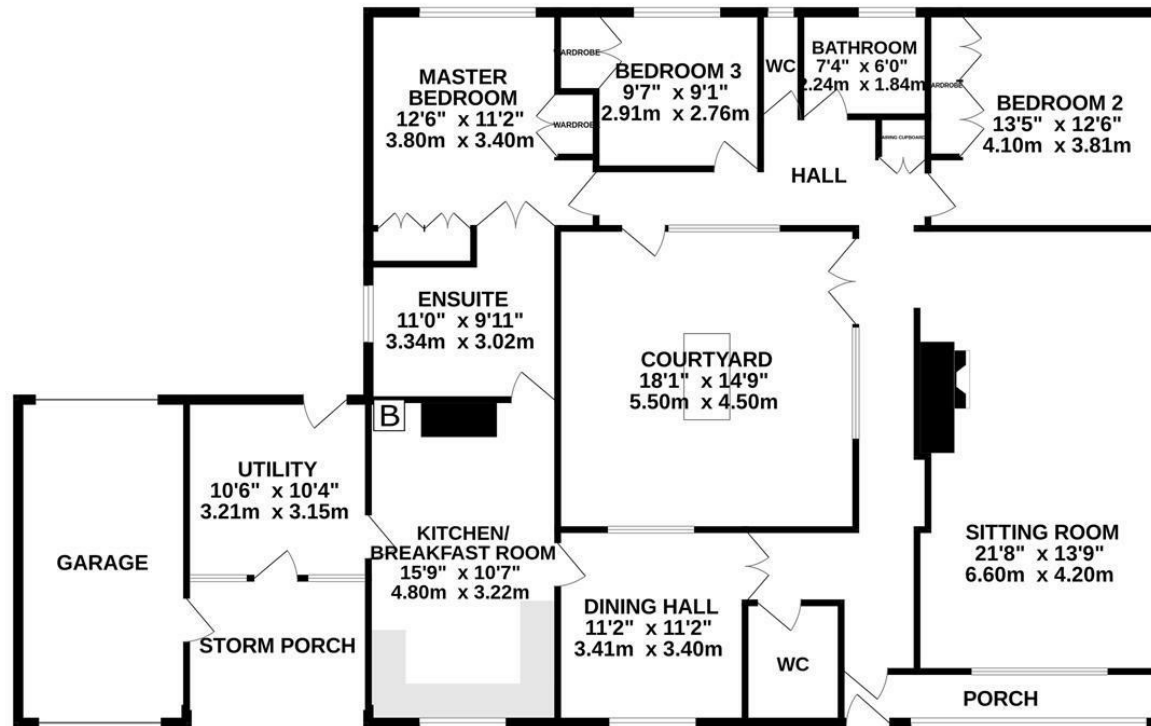 MASTER
BEDROOM
12'6" x 11'2"
3.80m x 3.40m
WARDROBE
WARDROBE
BEDROOM 3
9'7" x 9'1"
2.91m x 2.76m
WC
BATHROOM
7'4" x 6'0"
2.24m x 1.84m
AIRING CUPBOARD
WARDROBE
BEDROOM 2
13'5" x 12'6"
4.10m x 3.81m
HALL
ENSUITE
11'0" x 9'11"
3.34m x 3.02m
COURTYARD
18'1" x 14'9"
5.50m x 4.50m
B
UTILITY
10'6" x 10'4"
3.21m x 3.15m
GARAGE
KITCHEN/
BREAKFAST ROOM
15'9" x 10'7"
4.80m x 3.22m
SITTING ROOM
21'8" x 13'9"
6.60m x 4.20m
STORM PORCH
DINING HALL
11'2" x 11'2"
3.41m x 3.40m
WC
PORCH